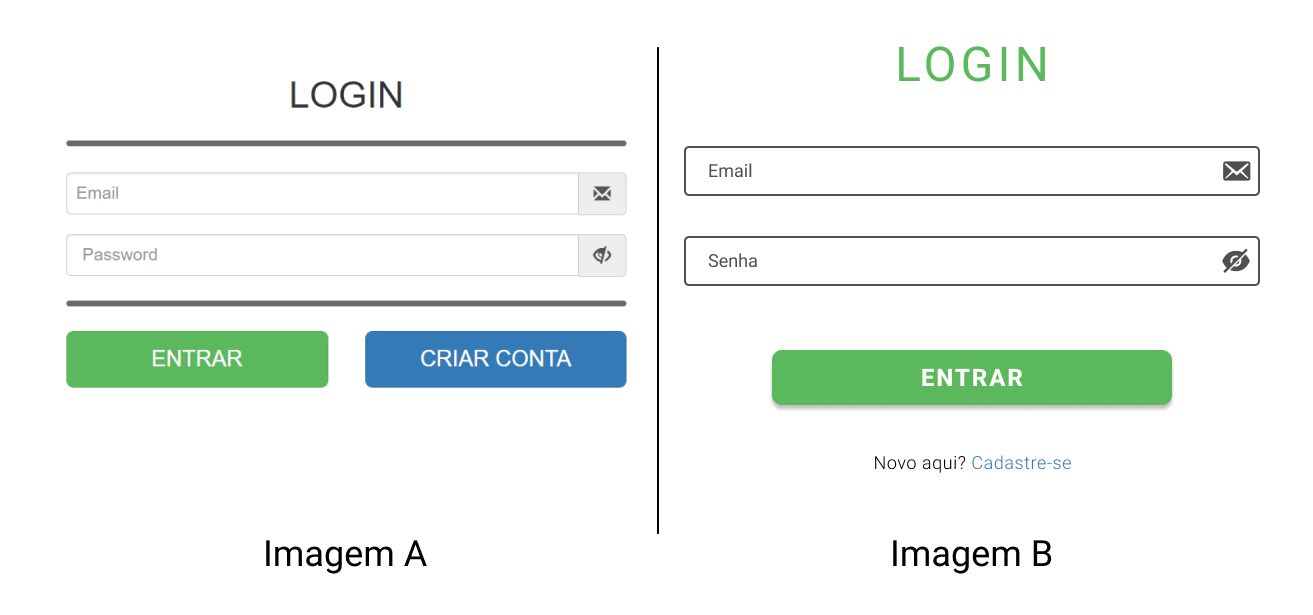 LOGIN
Email
Password
ENTRAR
CRIAR CONTA
Imagem A
LOGIN
Email
Senha
ENTRAR
Novo aqui? Cadastre-se
Imagem B